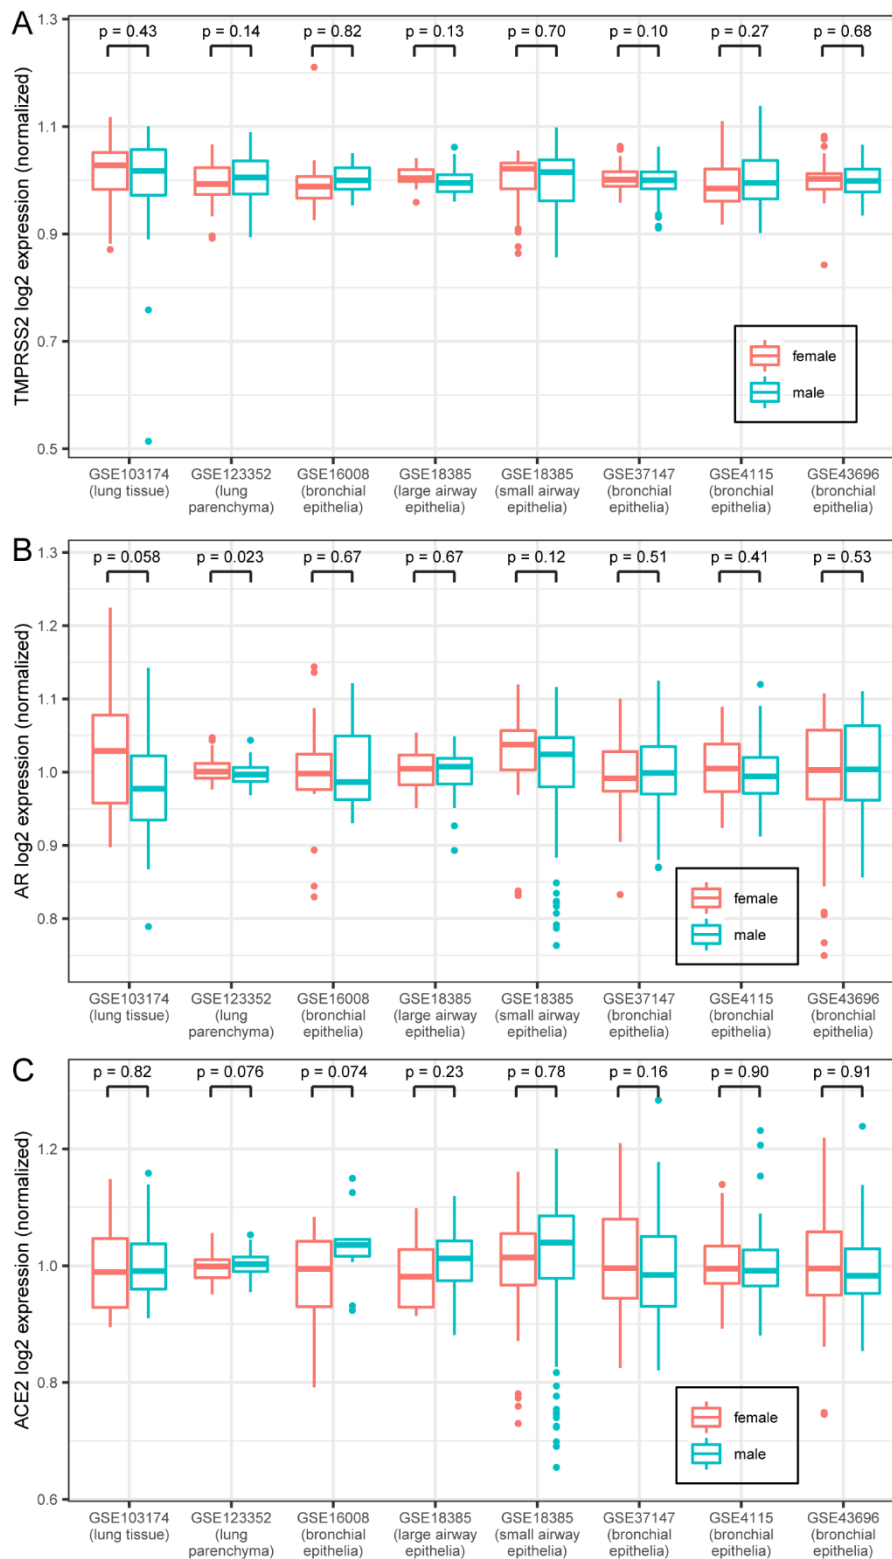 A
TMPRSS2 log2 expression (normalized)
1.3
1.1
0.9
0.7
0.5
p = 0.43 p = 0.14 p = 0.82 p = 0.13 p = 0.70 p = 0.10 p = 0.27 p = 0.68
female
male
GSE103174 GSE123352 GSE16008 GSE18385 GSE18385 GSE37147 GSE4115 GSE43696
(lung tissue) (lung (bronchial (large airway (small airway (bronchial (bronchial (bronchial
parenchyma) epithelia) epithelia) epithelia) epithelia) epithelia) epithelia)
B
AR log2 expression (normalized)
1.3
1.2
1.1
1.0
0.9
0.8
p = 0.058 p = 0.023 p = 0.67 p = 0.67 p = 0.12 p = 0.51 p = 0.41 p = 0.53
female
male
GSE103174 GSE123352 GSE16008 GSE18385 GSE18385 GSE37147 GSE4115 GSE43696
(lung tissue) (lung (bronchial (large airway (small airway (bronchial (bronchial (bronchial
parenchyma) epithelia) epithelia) epithelia) epithelia) epithelia) epithelia)
C
ACE2 log2 expression (normalized)
1.2
1.0
0.8
0.6
p = 0.82 p = 0.076 p = 0.074 p = 0.23 p = 0.78 p = 0.16 p = 0.90 p = 0.91
female
male
GSE103174 GSE123352 GSE16008 GSE18385 GSE18385 GSE37147 GSE4115 GSE43696
(lung tissue) (lung (bronchial (large airway (small airway (bronchial (bronchial (bronchial
parenchyma) epithelia) epithelia) epithelia) epithelia) epithelia) epithelia)